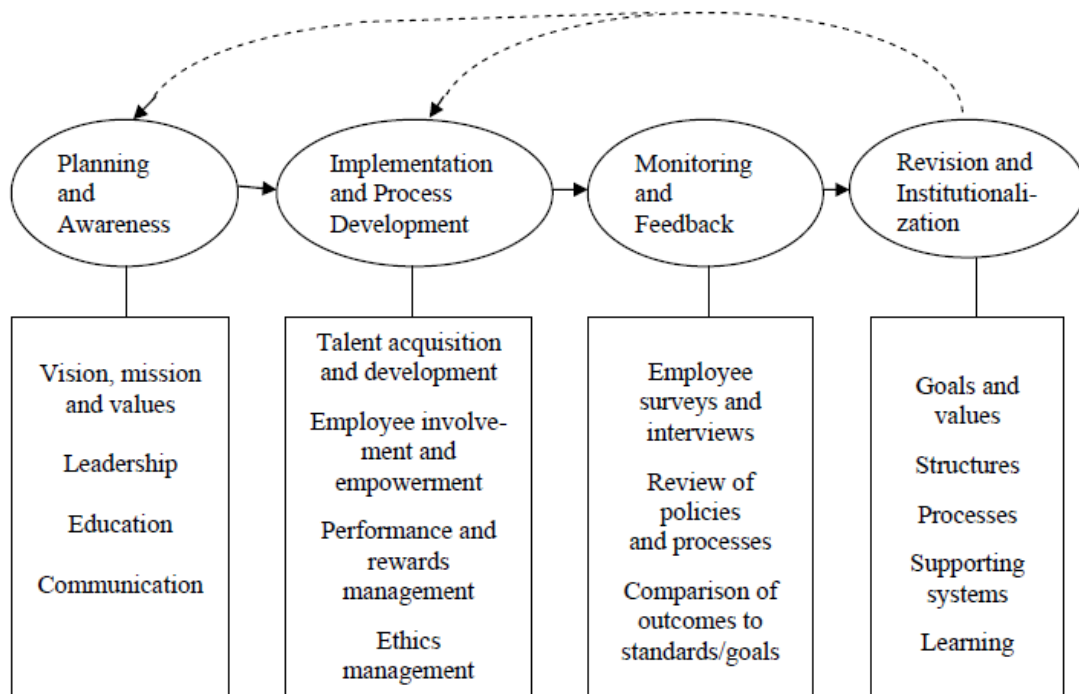 Planning
and
Awareness
Implementation
and Process
Development
Monitoring
and
Feedback
Revision and
Institutionali-
zation
Vision, mission
and values
Leadership
Education
Communication
Talent acquisition
and development
Employee involve-
ment and
empowerment
Performance and
rewards
management
Ethics
management
Employee
surveys and
interviews
Review of
policies
and processes
Comparison of
outcomes to
standards/goals
Goals and
values
Structures
Processes
Supporting
systems
Learning